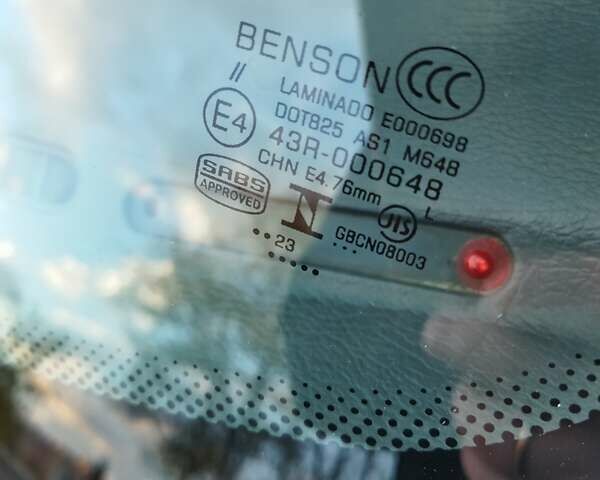 BENSON
CCC
//
LAMINADO E000698
E4
DOT825 AS1 M648
43R-000648
CHN E4.76mm
SABS
APPROVED
N
JIS
L
23
GBCN08003